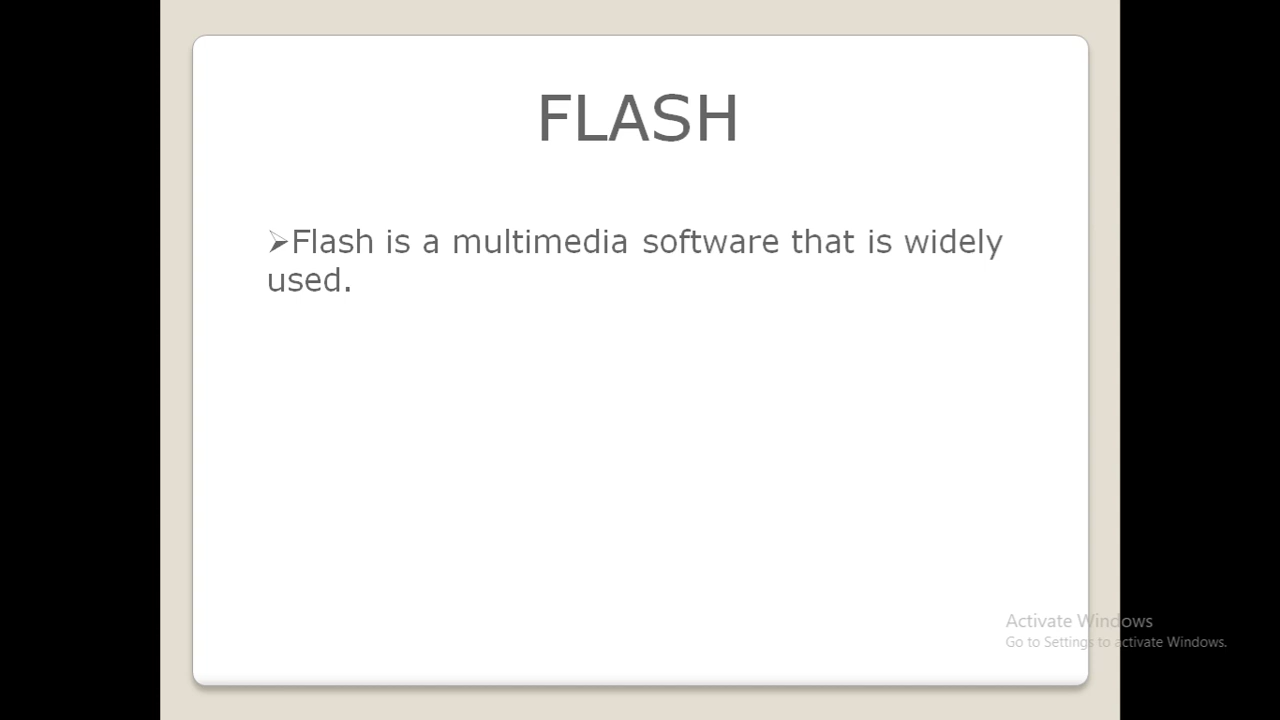 FLASH
➢Flash is a multimedia software that is widely
used.
Activate Windows
Go to Settings to activate Windows.